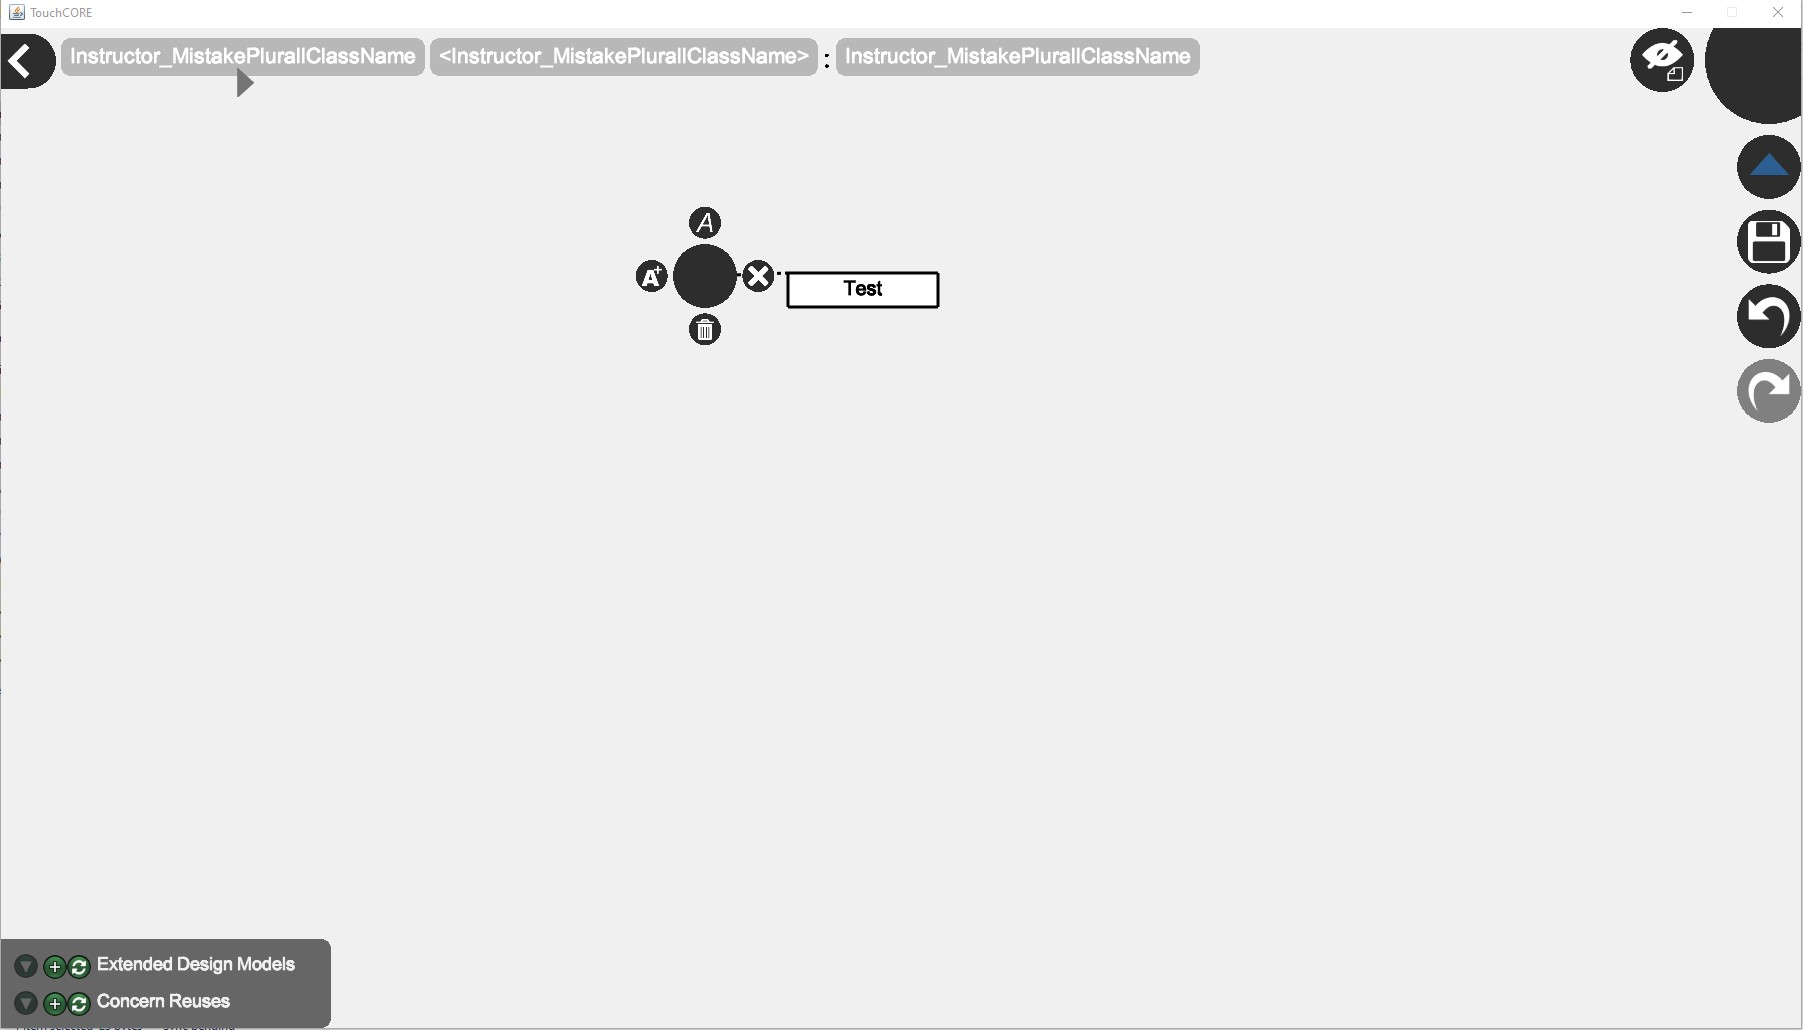 TouchCORE
Instructor_MistakePlurallClassName <Instructor_MistakePlurallClassName> : Instructor_MistakePlurallClassName
A
A+
Test
Extended Design Models
Concern Reuses